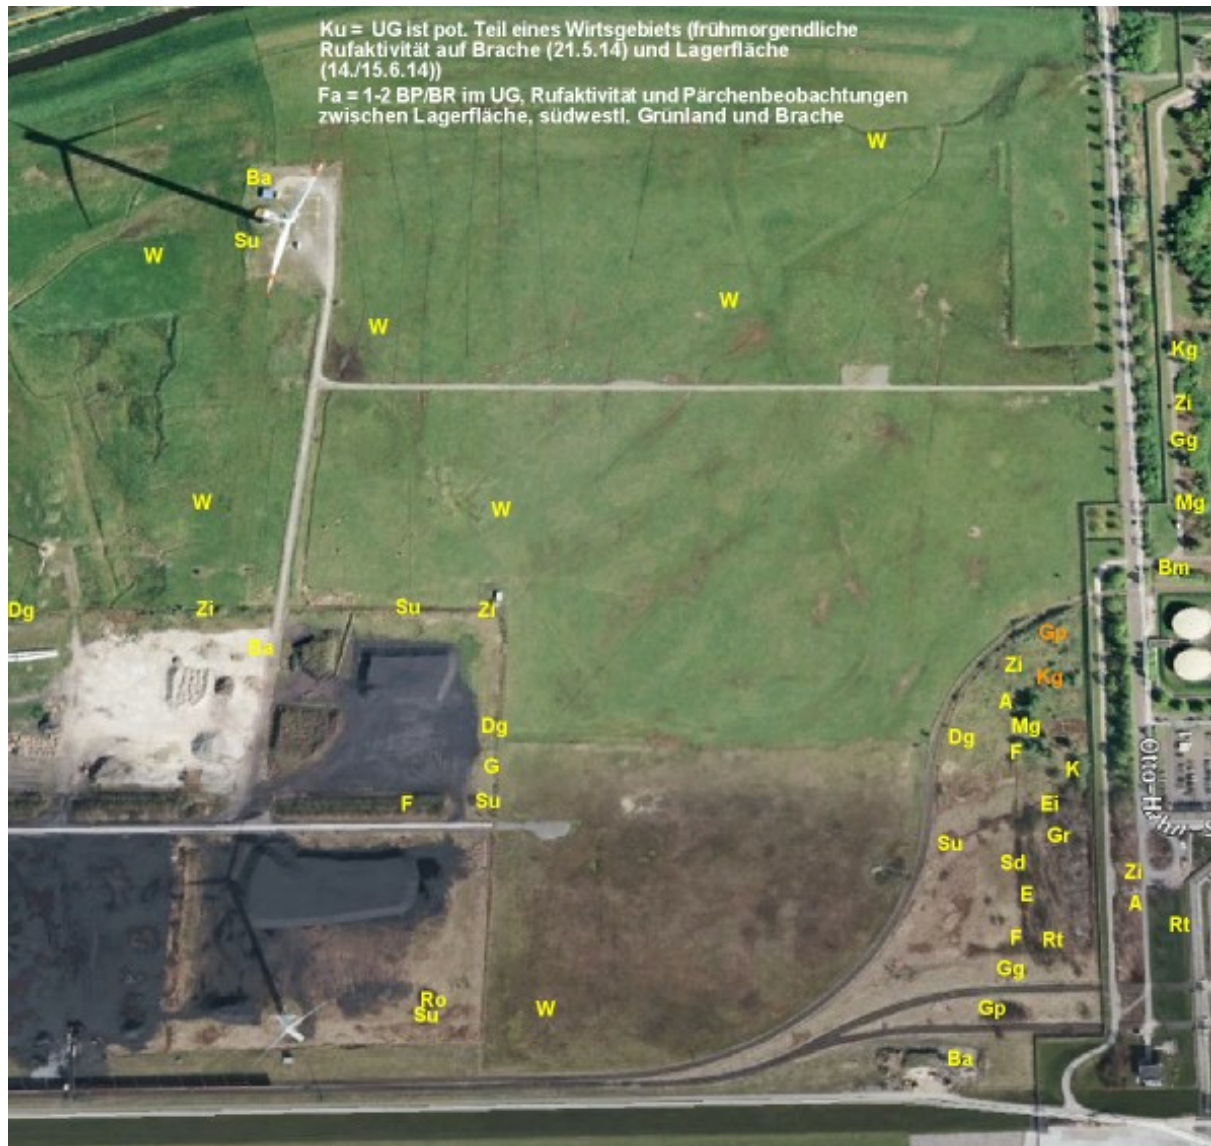 Ku = UG ist pot. Teil eines Wirtsgebiets (frühmorgendliche
Rufaktivität auf Brache (21.5.14) und Lagerfläche
(14./15.6.14))
Fa = 1-2 BP/BR im UG, Rufaktivität und Pärchenbeobachtungen
zwischen Lagerfläche, südwestl. Grünland und Brache
W
Ba
Su
W
W
W
Kg
Zi
Gg
Mg
W
W
Bm
Dg
Zi
Su
Zi
Gp
Ba
Zi
Kg
A
Dg
Mg
Dg
F
G
K
F
Su
Ei
Gr
Su
Sd
Zi
E
A
Rt
F
Rt
Gg
Ro
Su
W
Gp
Ba